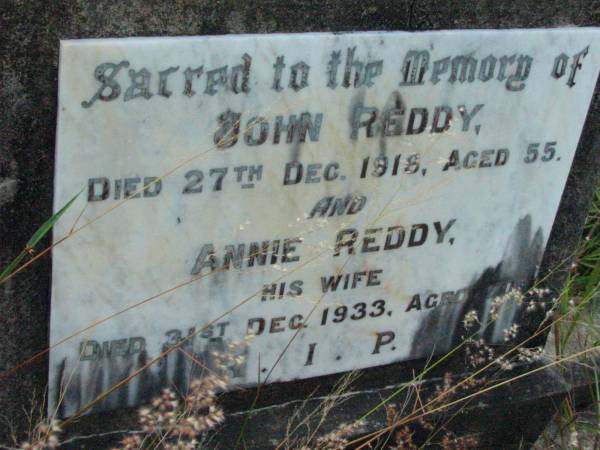 Sacred to the Memory of
JOHN REDDY,
DIED 27TH DEC. 1918, AGED 55.
AND
ANNIE REDDY,
HIS WIFE
DIED 31ST DEC. 1933, AGED
R. I. P.